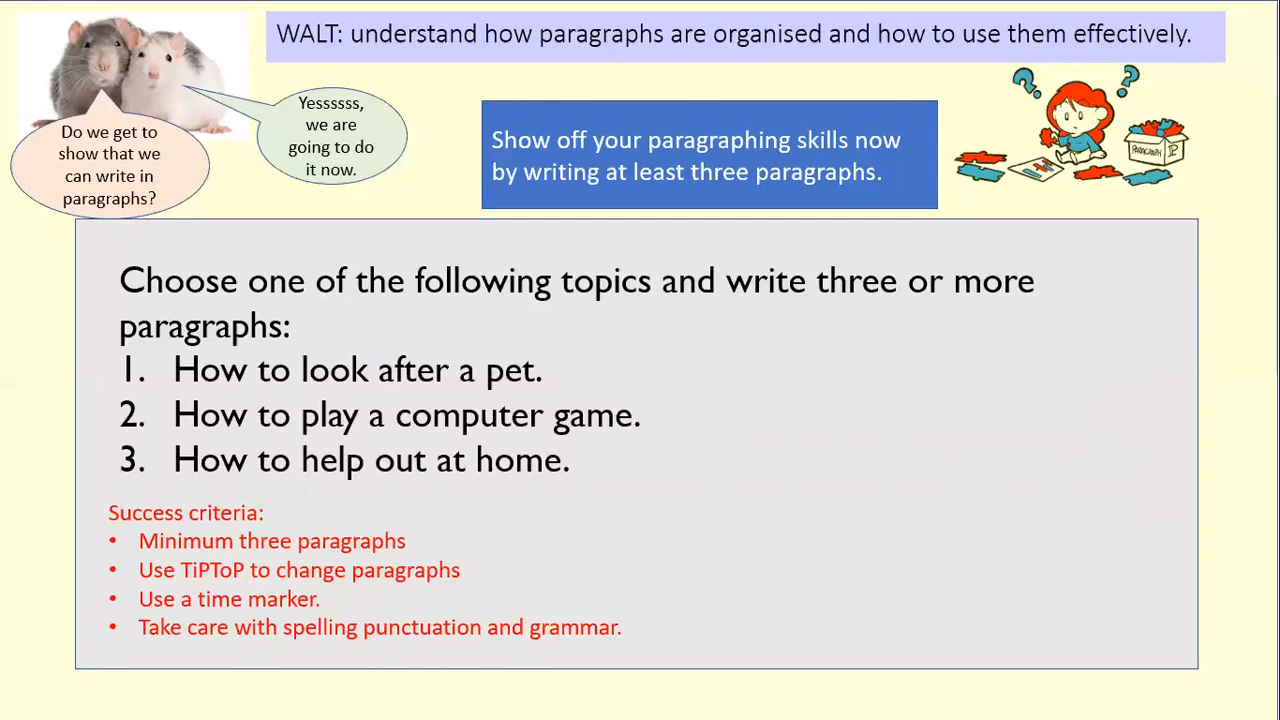 WALT: understand how paragraphs are organised and how to use them effectively.
Do we get to
show that we
can write in
paragraphs?
Yessssss,
we are
going to do
it now.
Show off your paragraphing skills now
by writing at least three paragraphs.
Choose one of the following topics and write three or more
paragraphs:
1. How to look after a pet.
2. How to play a computer game.
3. How to help out at home.
Success criteria:
• Minimum three paragraphs
• Use TiPToP to change paragraphs
• Use a time marker.
• Take care with spelling punctuation and grammar.